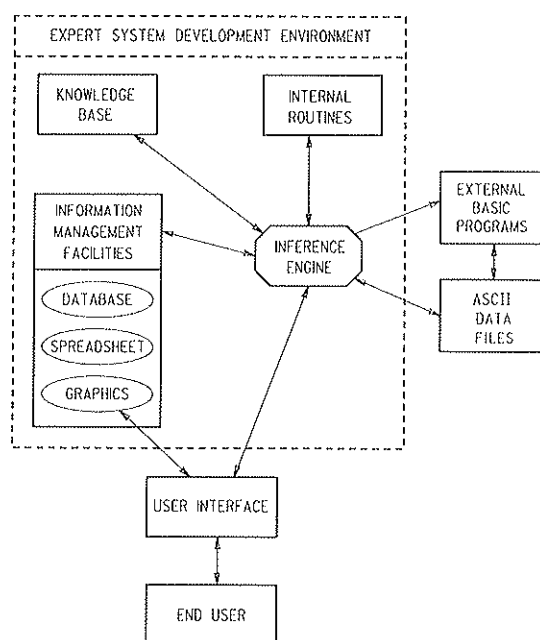 EXPERT SYSTEM DEVELOPMENT ENVIRONMENT
KNOWLEDGE
BASE
INTERNAL
ROUTINES
INFORMATION
MANAGEMENT
FACILITIES
DATABASE
SPREADSHEET
GRAPHICS
INFERENCE
ENGINE
EXTERNAL
BASIC
PROGRAMS
ASCII
DATA
FILES
USER INTERFACE
END USER